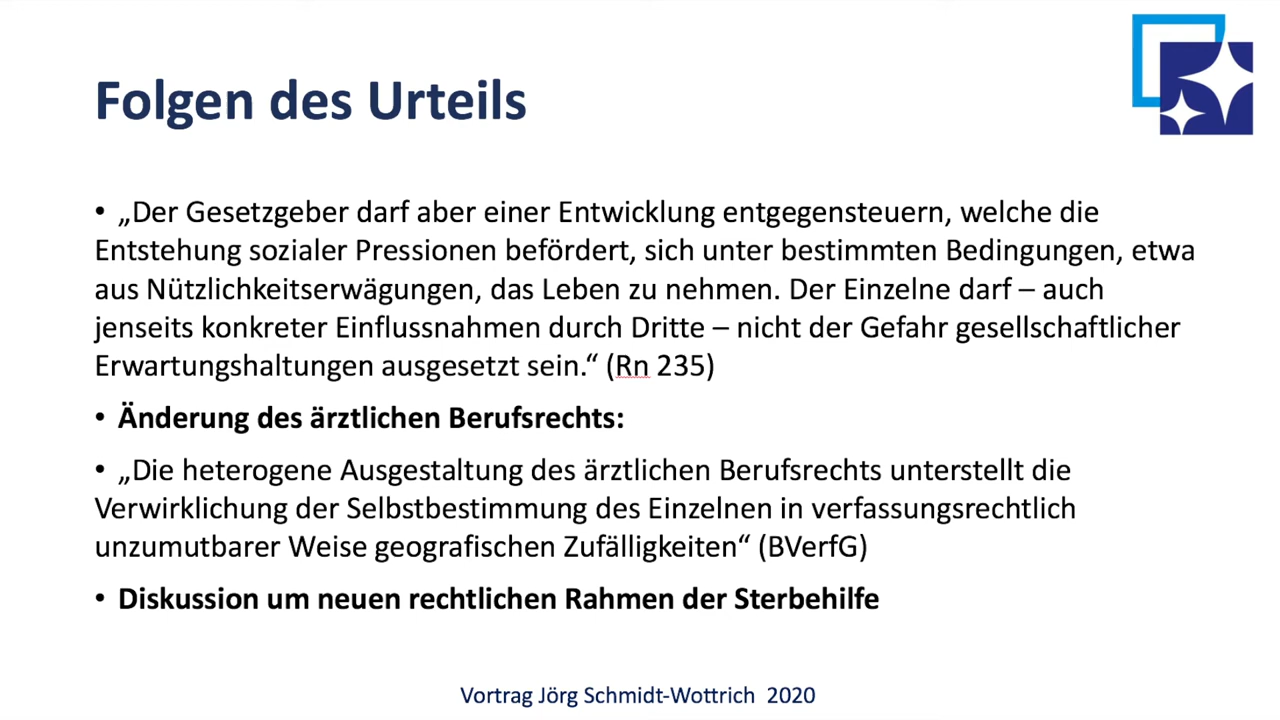 Folgen des Urteils
• „Der Gesetzgeber darf aber einer Entwicklung entgegensteuern, welche die
Entstehung sozialer Pressionen befördert, sich unter bestimmten Bedingungen, etwa
aus Nützlichkeitserwägungen, das Leben zu nehmen. Der Einzelne darf – auch
jenseits konkreter Einflussnahmen durch Dritte – nicht der Gefahr gesellschaftlicher
Erwartungshaltungen ausgesetzt sein.“ (Rn 235)
• Änderung des ärztlichen Berufsrechts:
• „Die heterogene Ausgestaltung des ärztlichen Berufsrechts unterstellt die
Verwirklichung der Selbstbestimmung des Einzelnen in verfassungsrechtlich
unzumutbarer Weise geografischen Zufälligkeiten“ (BVerfG)
• Diskussion um neuen rechtlichen Rahmen der Sterbehilfe
Vortrag Jörg Schmidt-Wottrich 2020